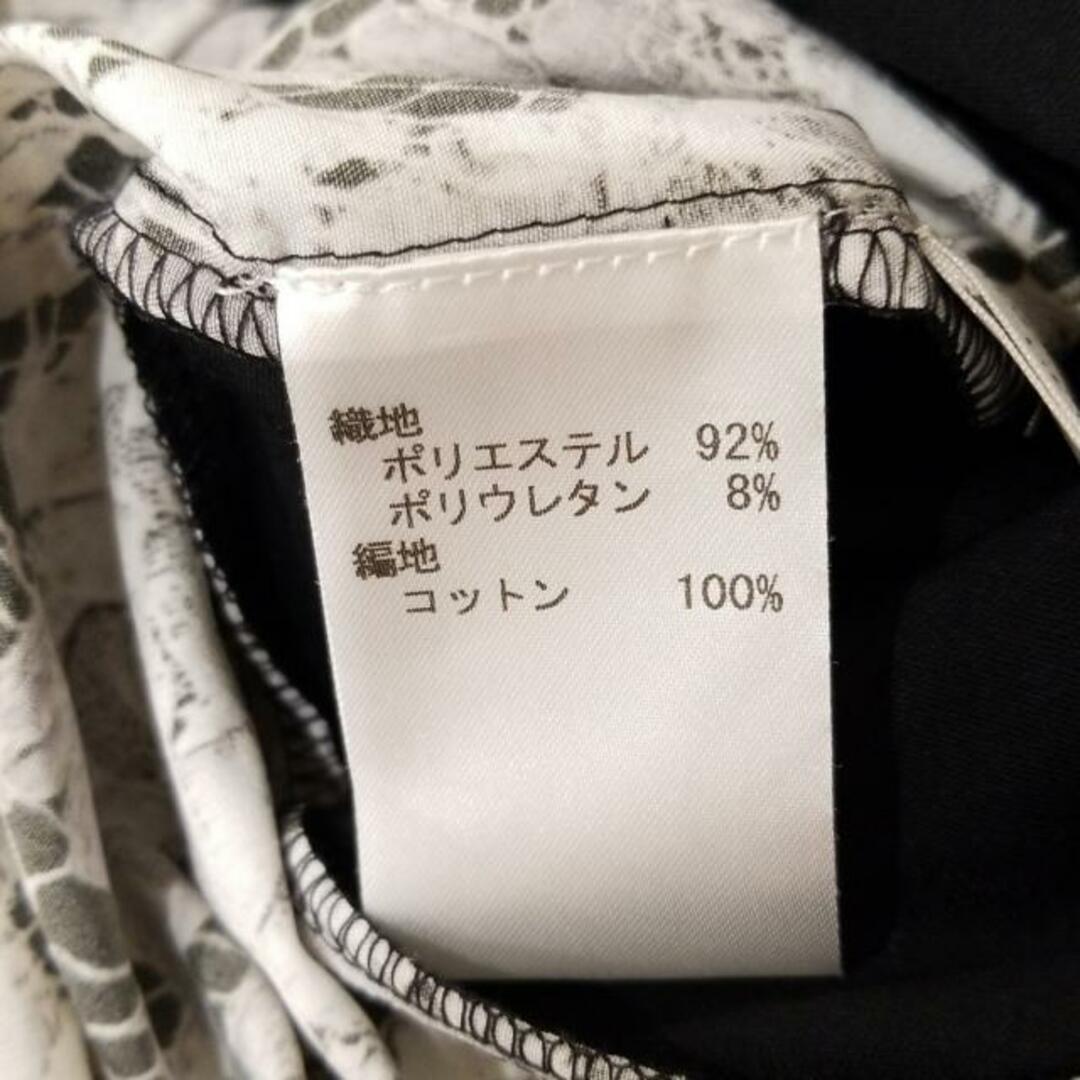 織地
ポリエステル 92%
ポリウレタン 8%
編地
コットン 100%